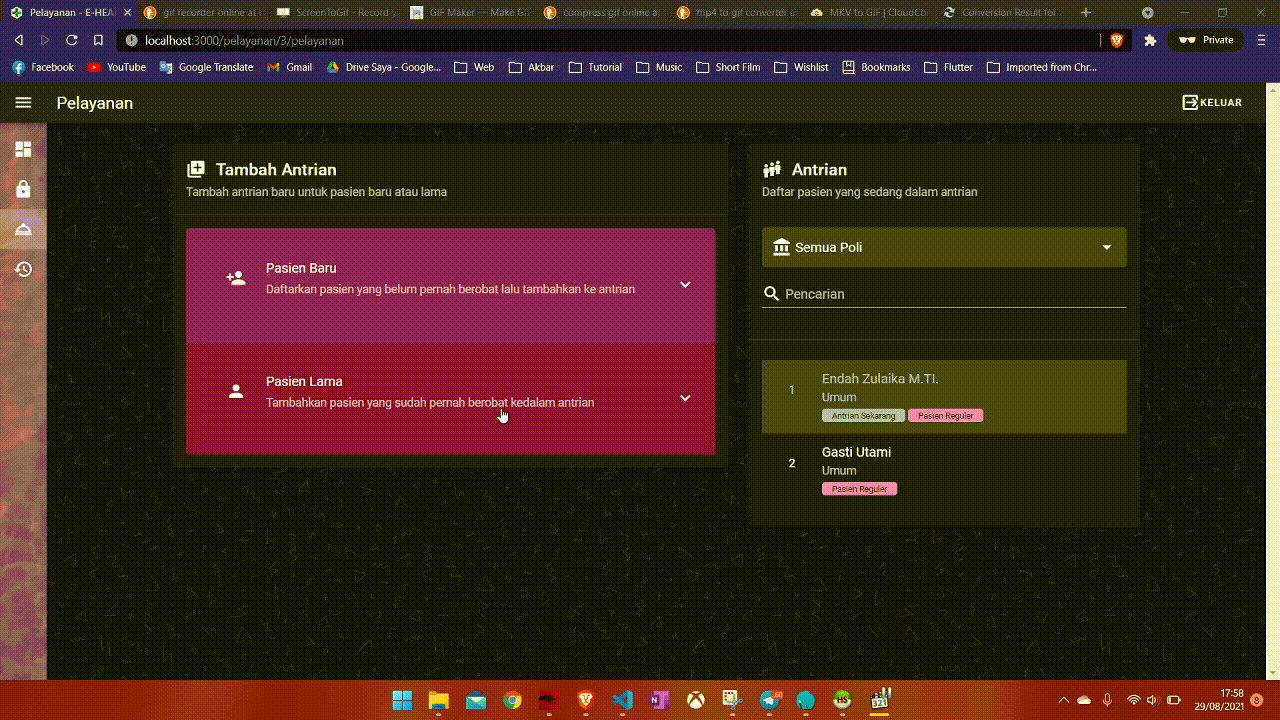 Pelayanan - E-HEA
gif recorder online at
ScreenToGif - Record y
GIF Maker — Make GI
compress gif online a
mp4 to gif converter
MKV to GIF | CloudCo
Conversion Result for
localhost:3000/pelayanan/3/pelayanan
Private
Facebook
YouTube
Google Translate
Gmail
Drive Saya - Google...
Web
Akbar
Tutorial
Music
Short Film
Wishlist
Bookmarks
Flutter
Imported from Chr...
Pelayanan
KELUAR
Tambah Antrian
Tambah antrian baru untuk pasien baru atau lama
Pasien Baru
Daftarkan pasien yang belum pernah berobat lalu tambahkan ke antrian
Pasien Lama
Tambahkan pasien yang sudah pernah berobat kedalam antrian
Antrian
Daftar pasien yang sedang dalam antrian
Semua Poli
Pencarian
1
Endah Zulaika M.TI.
Umum
Antrian Sekarang
Pasien Reguler
2
Gasti Utami
Umum
Pasien Reguler
17:58
29/08/2021
8